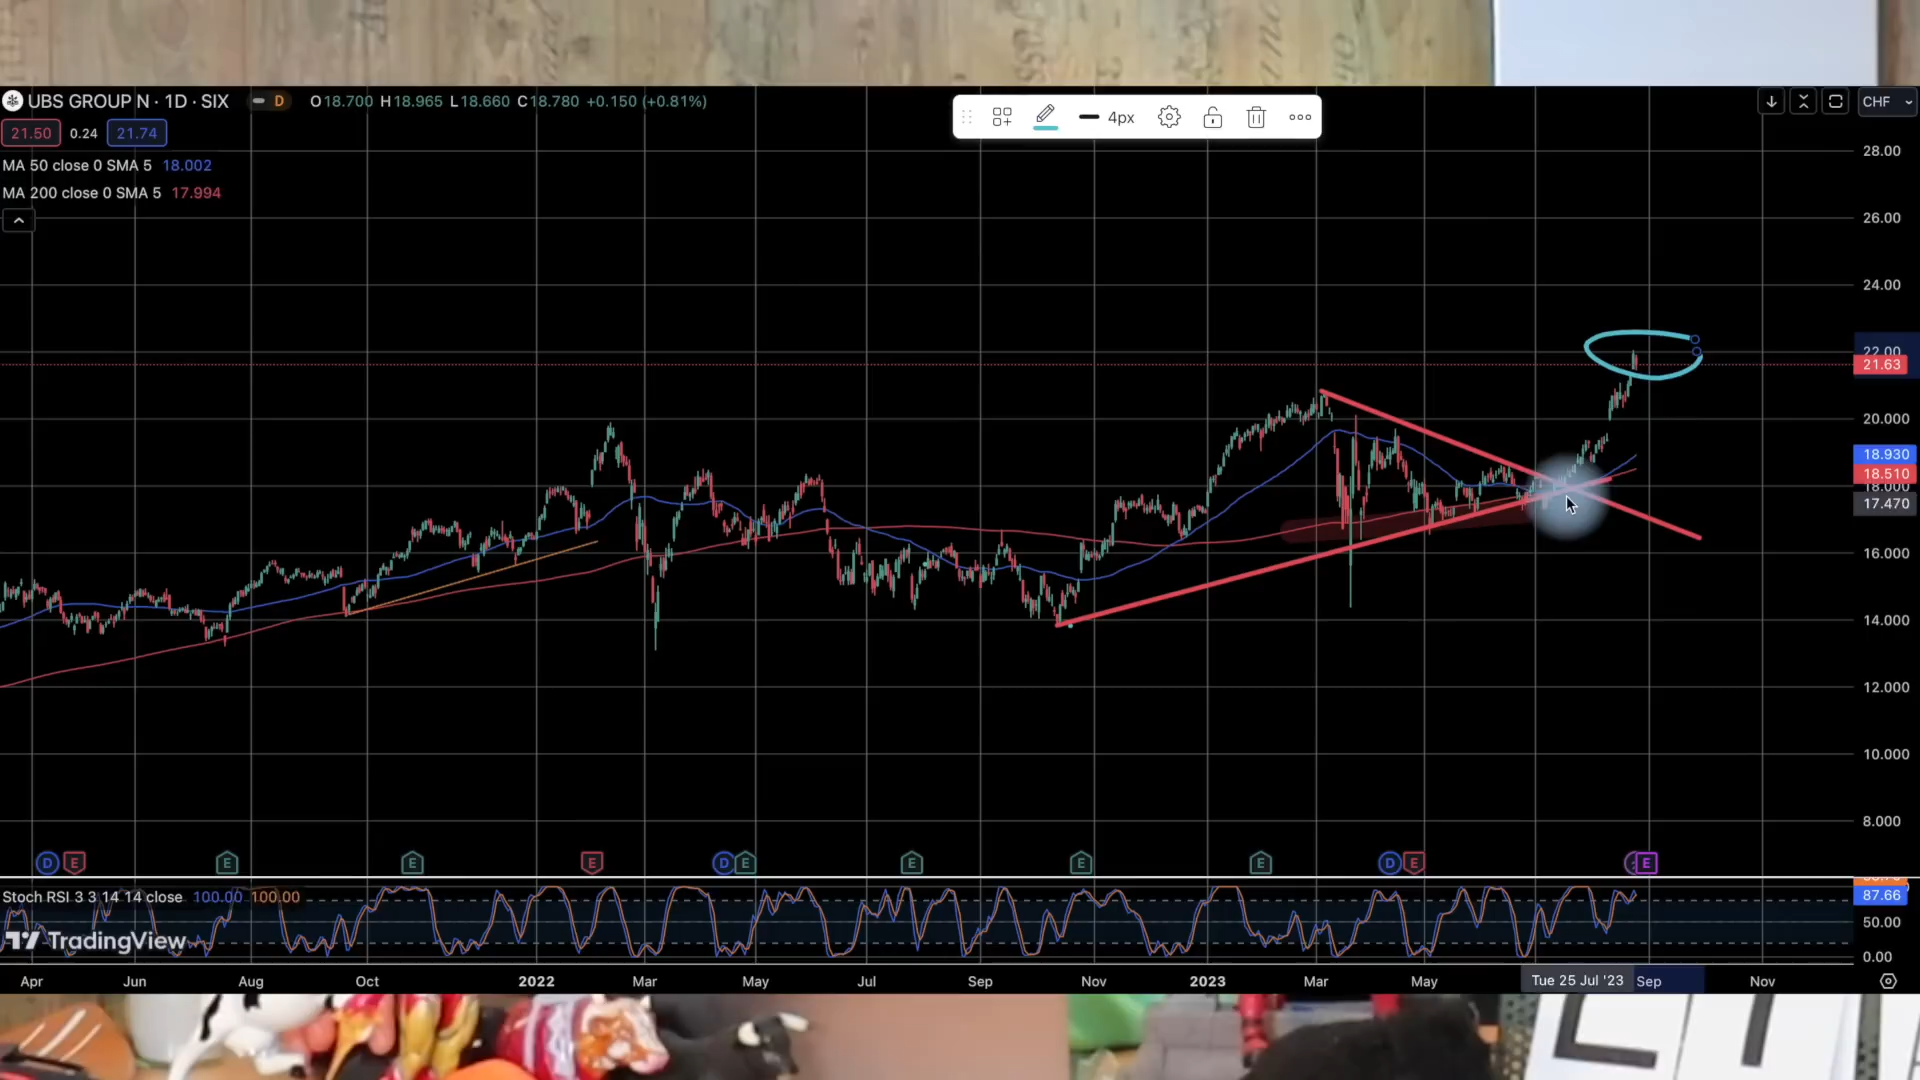 UBS GROUP N · 1D · SIX
D
O18.700 H18.965 L18.660 C18.780 +0.150 (+0.81%)
21.50 0.24 21.74
MA 50 close 0 SMA 5 18.002
MA 200 close 0 SMA 5 17.994
4px
CHF
28.00
26.00
24.00
22.00
21.63
20.000
18.930
18.510
18.000
17.470
16.000
14.000
12.000
10.000
8.000
D E E E E D E E E E D E E
Stoch RSI 3 3 14 14 close 100.00 100.00
87.66
50.00
0.00
TradingView
Apr Jun Aug Oct 2022 Mar May Jul Sep Nov 2023 Mar May Tue 25 Jul '23 Sep Nov